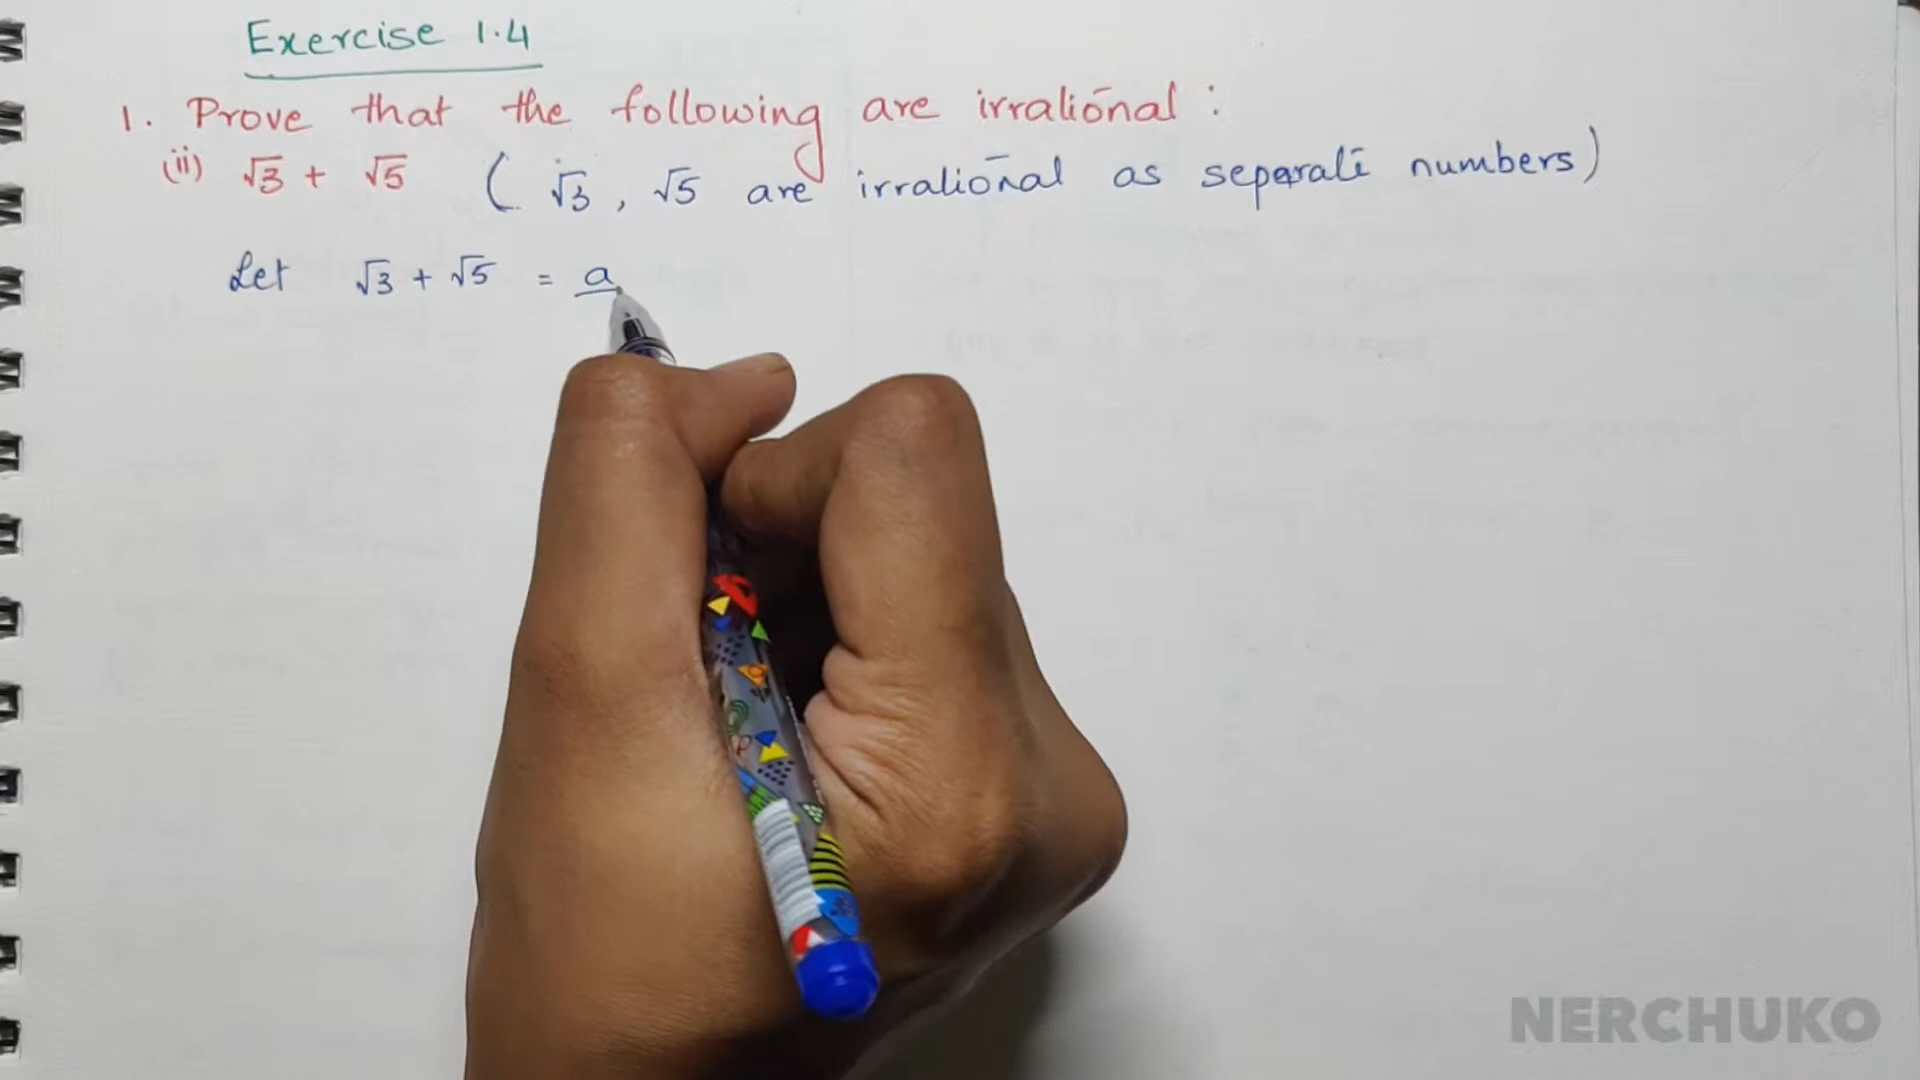 Exercise 1.4
1. Prove that the following are irrational :
(ii) √3 + √5 ( √3 , √5 are irrational as separate numbers)
Let √3 + √5 = a
NERCHUKO